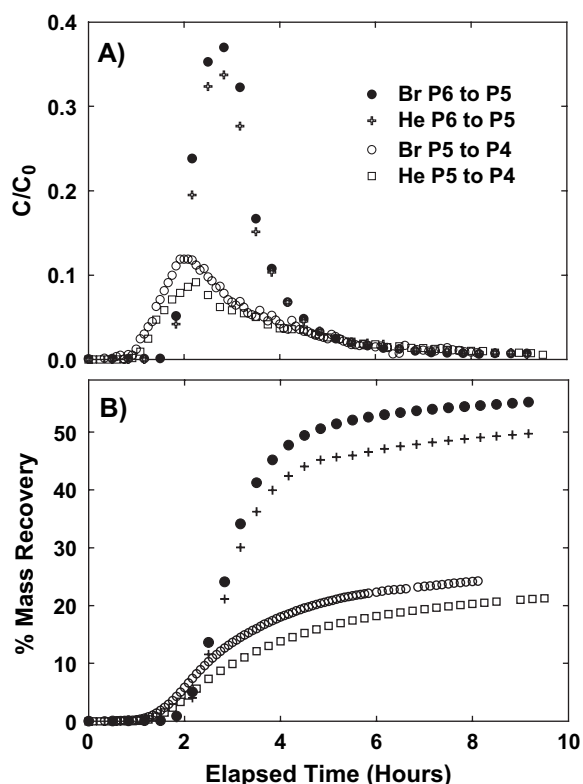 A)
0.4
0.3
0.2
0.1
0.0
C/C0
Br P6 to P5
He P6 to P5
Br P5 to P4
He P5 to P4
B)
50
40
30
20
10
0
% Mass Recovery
0 2 4 6 8 10
Elapsed Time (Hours)